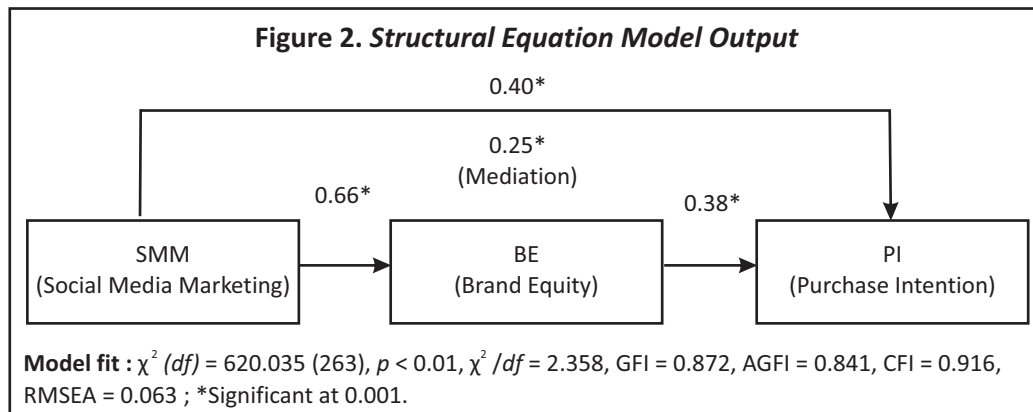 Figure 2. Structural Equation Model Output
0.40*
0.25*
(Mediation)
0.66*
0.38*
SMM
(Social Media Marketing)
BE
(Brand Equity)
PI
(Purchase Intention)
Model fit : χ² (df) = 620.035 (263), p < 0.01, χ² /df = 2.358, GFI = 0.872, AGFI = 0.841, CFI = 0.916,
RMSEA = 0.063 ; *Significant at 0.001.